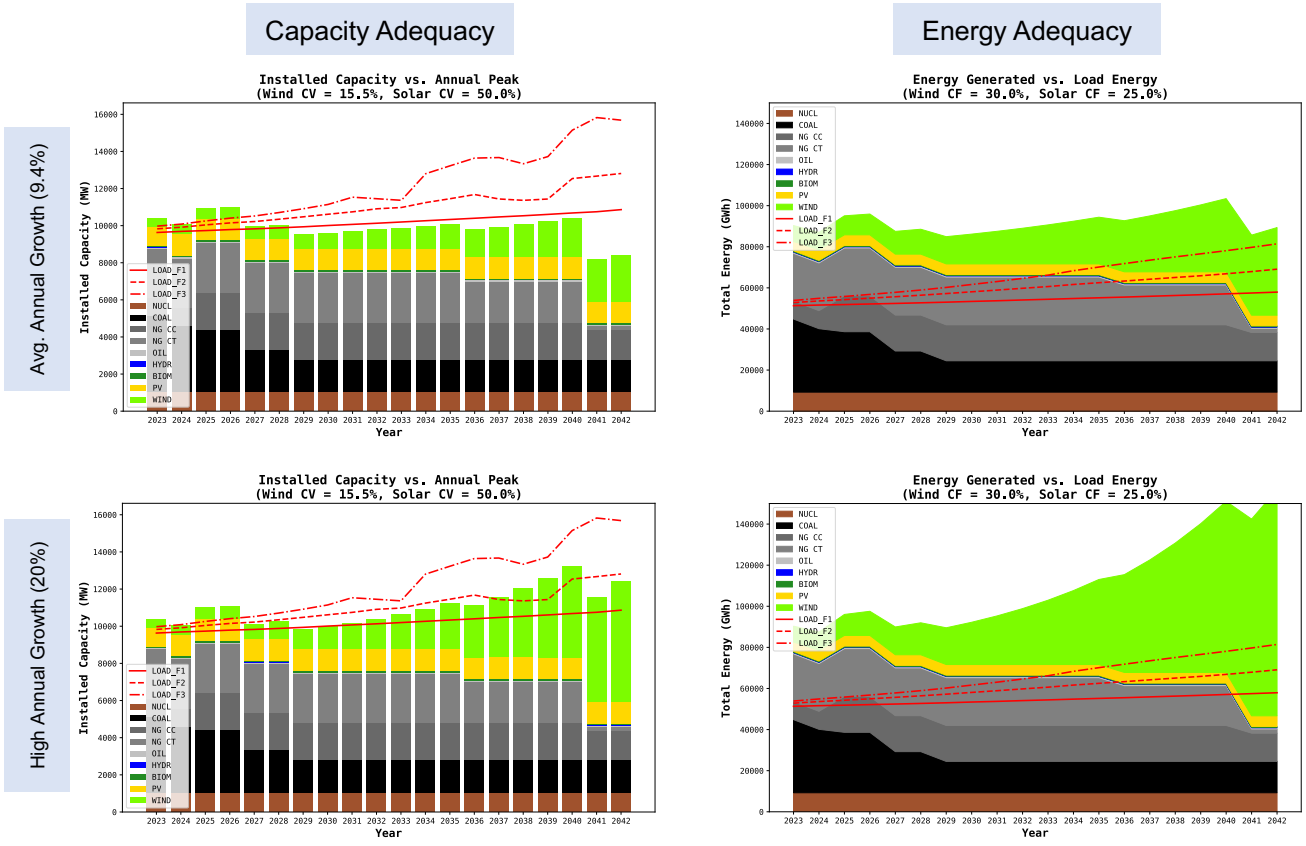 Capacity Adequacy
Energy Adequacy
Avg. Annual Growth (9.4%)
Installed Capacity vs. Annual Peak
(Wind CV = 15.5%, Solar CV = 50.0%)
Installed Capacity (MW)
16000
14000
12000
10000
8000
6000
4000
2000
0
LOAD_F1
LOAD_F2
LOAD_F3
NUCL
COAL
NG CC
NG CT
OIL
HYDR
BIOM
PV
WIND
2023 2024 2025 2026 2027 2028 2029 2030 2031 2032 2033 2034 2035 2036 2037 2038 2039 2040 2041 2042
Year
Energy Generated vs. Load Energy
(Wind CF = 30.0%, Solar CF = 25.0%)
Total Energy (GWh)
140000
120000
100000
80000
60000
40000
20000
0
NUCL
COAL
NG CC
NG CT
OIL
HYDR
BIOM
PV
WIND
LOAD_F1
LOAD_F2
LOAD_F3
2023 2024 2025 2026 2027 2028 2029 2030 2031 2032 2033 2034 2035 2036 2037 2038 2039 2040 2041 2042
Year
High Annual Growth (20%)
Installed Capacity vs. Annual Peak
(Wind CV = 15.5%, Solar CV = 50.0%)
Installed Capacity (MW)
16000
14000
12000
10000
8000
6000
4000
2000
0
LOAD_F1
LOAD_F2
LOAD_F3
NUCL
COAL
NG CC
NG CT
OIL
HYDR
BIOM
PV
WIND
2023 2024 2025 2026 2027 2028 2029 2030 2031 2032 2033 2034 2035 2036 2037 2038 2039 2040 2041 2042
Year
Energy Generated vs. Load Energy
(Wind CF = 30.0%, Solar CF = 25.0%)
Total Energy (GWh)
140000
120000
100000
80000
60000
40000
20000
0
NUCL
COAL
NG CC
NG CT
OIL
HYDR
BIOM
PV
WIND
LOAD_F1
LOAD_F2
LOAD_F3
2023 2024 2025 2026 2027 2028 2029 2030 2031 2032 2033 2034 2035 2036 2037 2038 2039 2040 2041 2042
Year